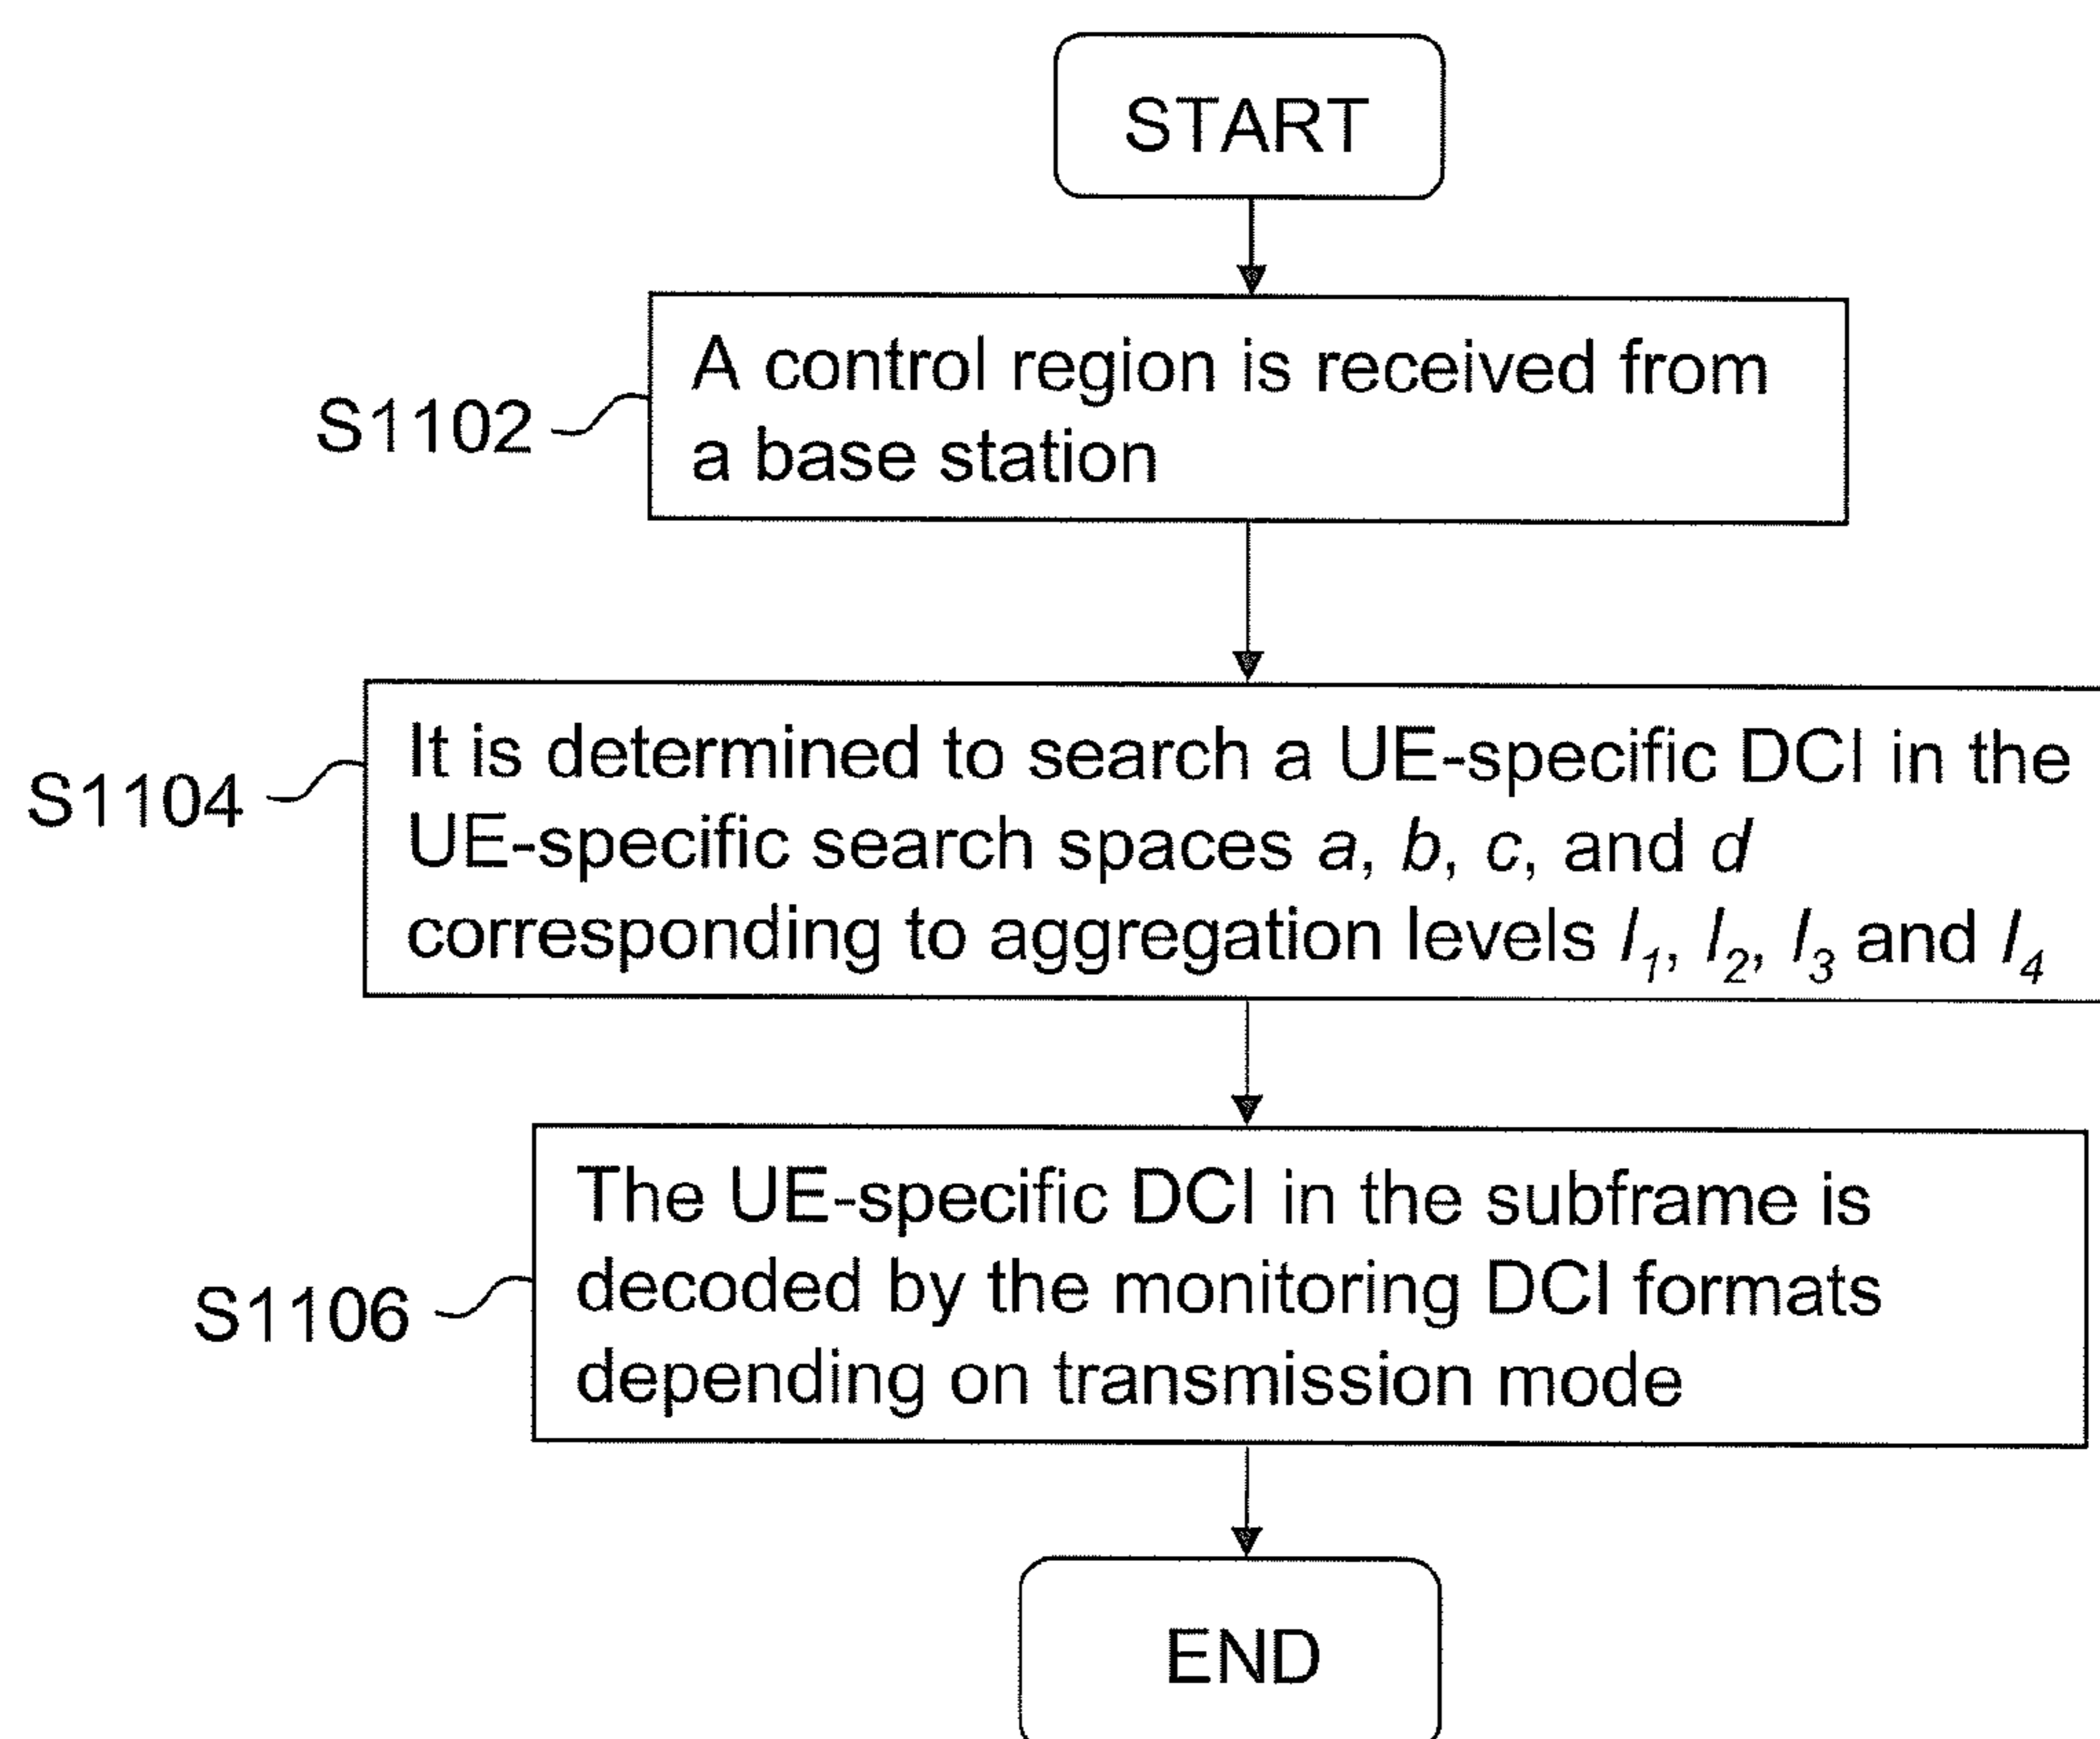 START
S1102
A control region is received from
a base station
S1104
It is determined to search a UE-specific DCI in the
UE-specific search spaces a, b, c, and d
corresponding to aggregation levels l₁, l₂, l₃ and l₄
S1106
The UE-specific DCI in the subframe is
decoded by the monitoring DCI formats
depending on transmission mode
END